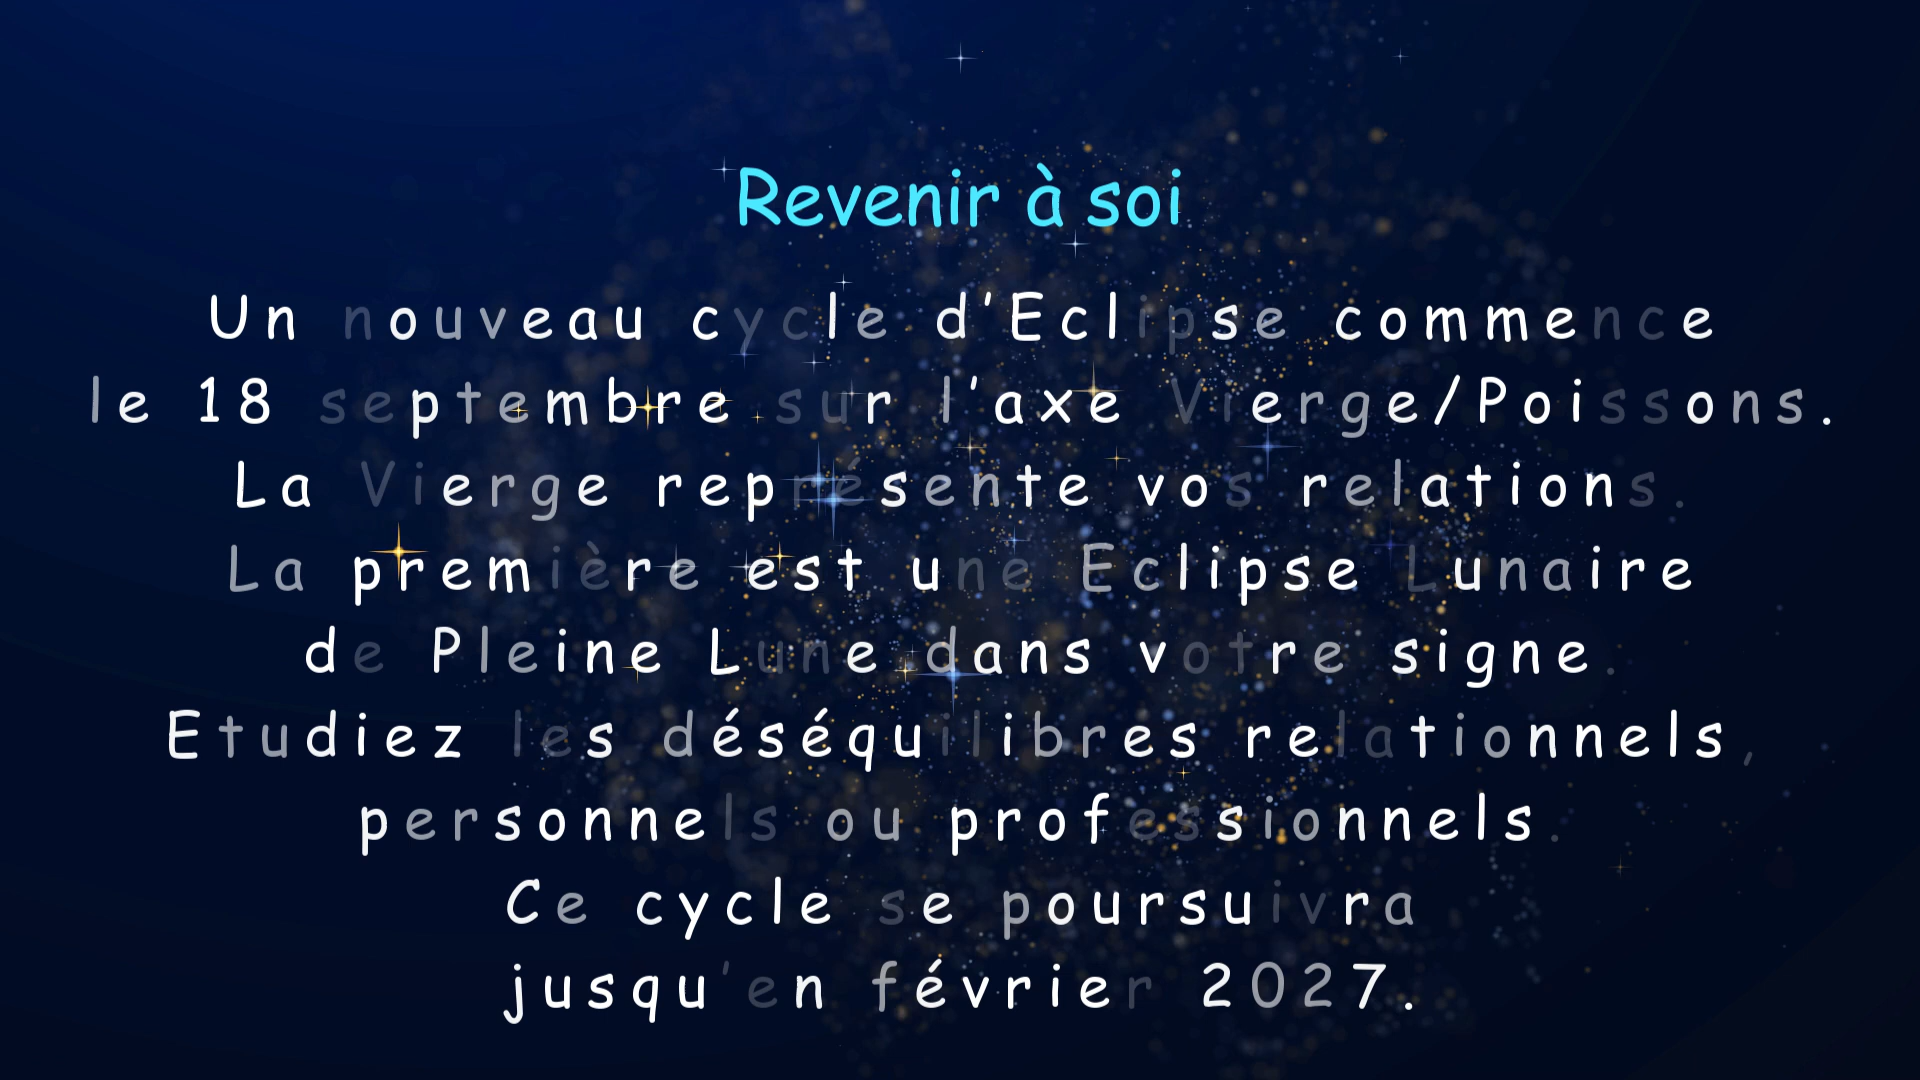 Revenir à soi
Un nouveau cycle d'Eclipse commence
le 18 septembre sur l'axe Vierge/Poissons.
La Vierge représente vos relations.
La première est une Eclipse Lunaire
de Pleine Lune dans votre signe.
Etudiez les déséquilibres relationnels,
personnels ou professionnels.
Ce cycle se poursuivra
jusqu'en février 2027.